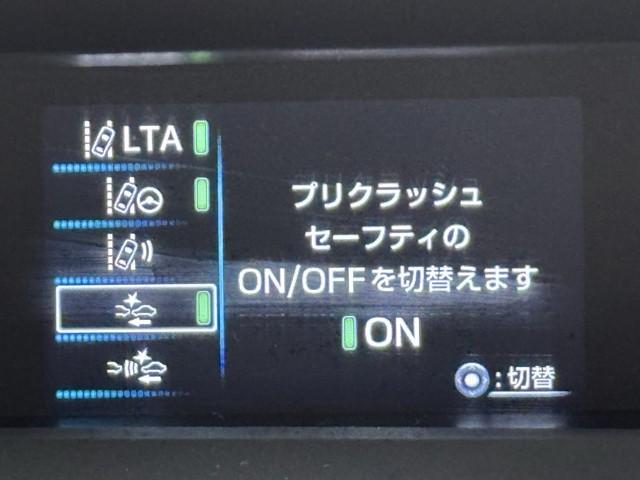 LTA
プリクラッシュ
セーフティの
ON/OFFを切替えます
ON
:切替